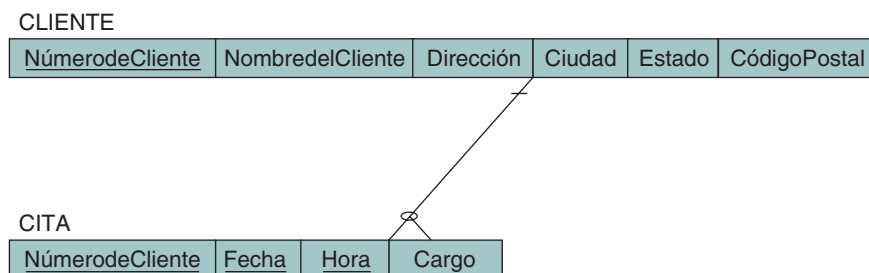 CLIENTE
NúmerodeCliente NombredelCliente Dirección Ciudad Estado CódigoPostal
CITA
NúmerodeCliente Fecha Hora Cargo